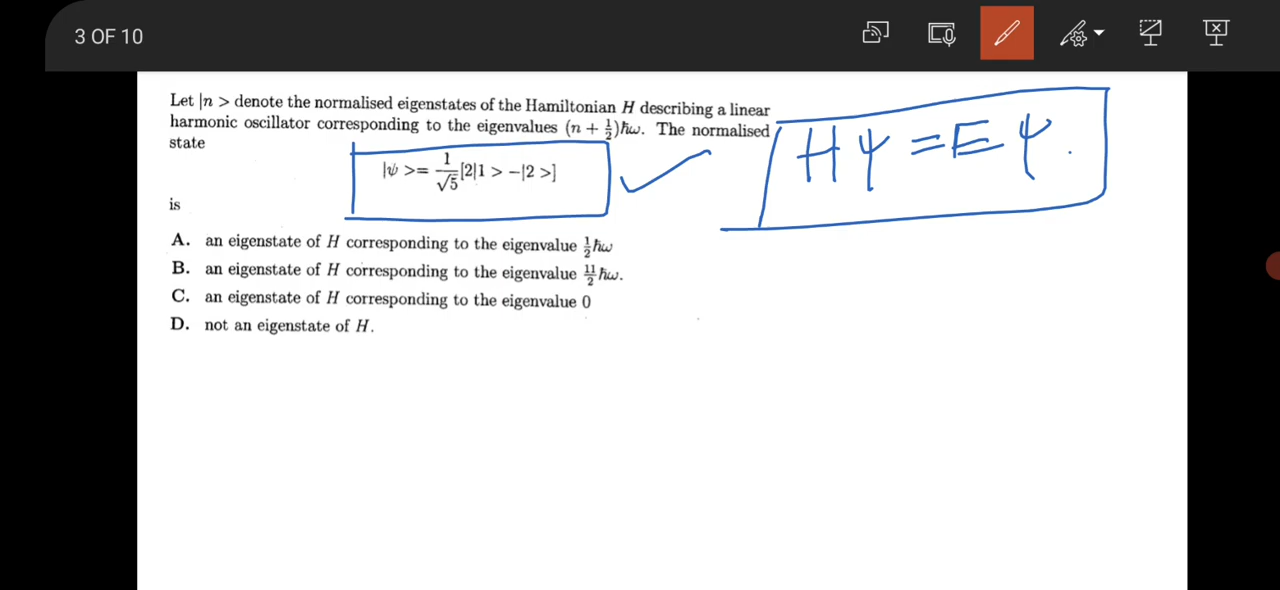 3 OF 10
Let |n > denote the normalised eigenstates of the Hamiltonian H describing a linear
harmonic oscillator corresponding to the eigenvalues (n + 1/2)ħω. The normalised
state
|ψ >= 1/√5 [2|1 > −|2 >]
Hψ = Eψ.
is
A. an eigenstate of H corresponding to the eigenvalue 1/2 ħω
B. an eigenstate of H corresponding to the eigenvalue 11/2 ħω.
C. an eigenstate of H corresponding to the eigenvalue 0
D. not an eigenstate of H.